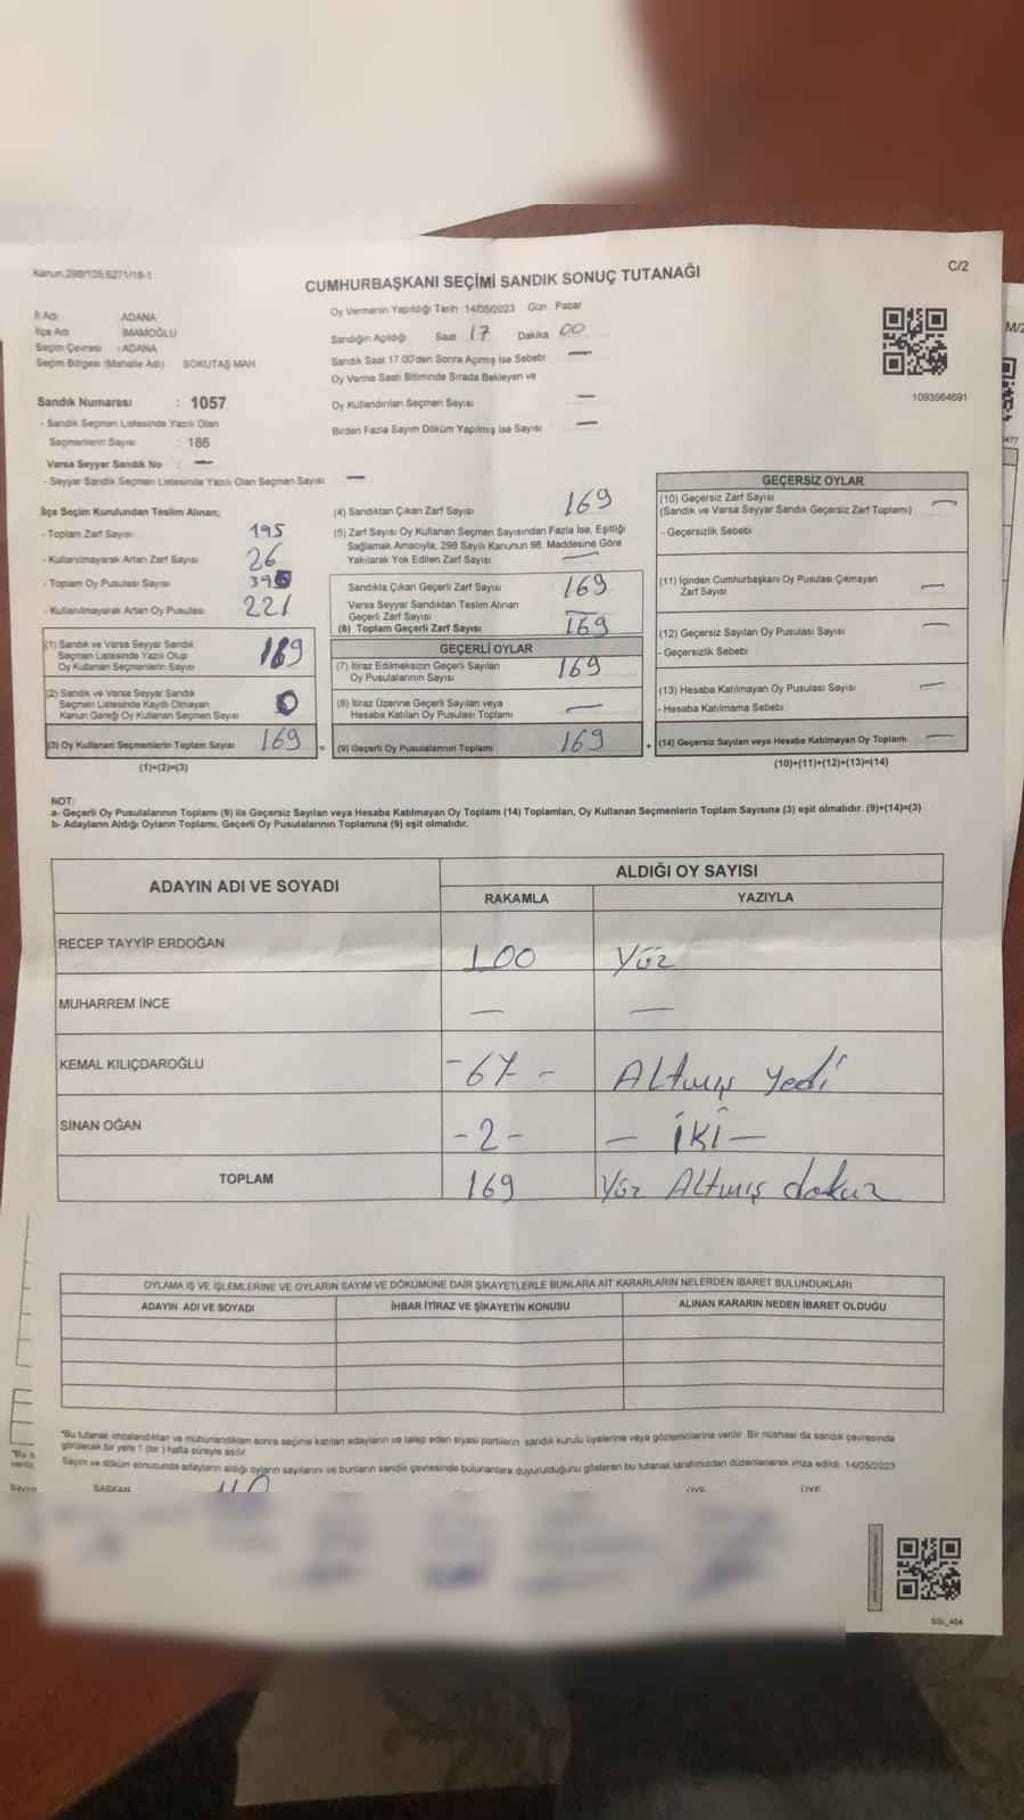 Kanun:298/109,6271/18-1
C/2
CUMHURBAŞKANI SEÇİMİ SANDIK SONUÇ TUTANAĞI
İl Adı ADANA
İlçe Adı İMAMOĞLU
Seçim Çevresi : ADANA
Seçim Bölgesi (Mahalle Adı) SOKUTAŞ MAH
Sandık Numarası : 1057
- Sandık Seçmen Listesinde Yazılı Olan
Seçmenlerin Sayısı : 186
Varsa Seyyar Sandık No : —
- Seyyar Sandık Seçmen Listesinde Yazılı Olan Seçmen Sayısı —
Oy Vermenin Yapıldığı Tarih :14/05/2023 Gün Pazar
Sandığın Açıldığı Saat 17 Dakika 00
Sandık Saat 17.00'den Sonra Açmış İse Sebebi —
Oy Verme Saati Bitiminde Sırada Bekleyen ve
Oy Kullandırılan Seçmen Sayısı —
Birden Fazla Sayım Döküm Yapılmış İse Sayısı —
1093564691
M/2
İlçe Seçim Kurulundan Teslim Alınan;
- Toplam Zarf Sayısı 195
- Kullanılmayarak Artan Zarf Sayısı 26
- Toplam Oy Pusulası Sayısı
- Kullanılmayarak Artan Oy Pusulası 221
(1) Sandık ve Varsa Seyyar Sandık
Seçmen Listesinde Yazılı Olup
Oy Kullanan Seçmenlerin Sayısı 169
(2) Sandık ve Varsa Seyyar Sandık
Seçmen Listesinde Kayıtlı Olmayan
Kanun Gereği Oy Kullanan Seçmen Sayısı 0
(3) Oy Kullanan Seçmenlerin Toplam Sayısı 169
(1)+(2)=(3)
(4) Sandıktan Çıkan Zarf Sayısı 169
(5) Zarf Sayısı Oy Kullanan Seçmen Sayısından Fazla İse, Eşitliği
Sağlamak Amacıyla, 298 Sayılı Kanunun 98. Maddesine Göre
Yakılarak Yok Edilen Zarf Sayısı —
Sandıkta Çıkan Geçerli Zarf Sayısı 169
Varsa Seyyar Sandıktan Teslim Alınan
Geçerli Zarf Sayısı —
(6) Toplam Geçerli Zarf Sayısı 169
GEÇERLİ OYLAR
(7) İtiraz Edilmeksizin Geçerli Sayılan
Oy Pusulalarının Sayısı 169
(8) İtiraz Üzerine Geçerli Sayılan veya
Hesaba Katılan Oy Pusulası Toplamı —
(9) Geçerli Oy Pusulalarının Toplamı 169
GEÇERSİZ OYLAR
(10) Geçersiz Zarf Sayısı
(Sandık ve Varsa Seyyar Sandık Geçersiz Zarf Toplamı) —
- Geçersizlik Sebebi
(11) İçinden Cumhurbaşkanı Oy Pusulası Çıkmayan
Zarf Sayısı —
(12) Geçersiz Sayılan Oy Pusulası Sayısı —
- Geçersizlik Sebebi
(13) Hesaba Katılmayan Oy Pusulası Sayısı —
- Hesaba Katılmama Sebebi
(14) Geçersiz Sayılan veya Hesaba Katılmayan Oy Toplamı —
(10)+(11)+(12)+(13)=(14)
NOT:
a- Geçerli Oy Pusulalarının Toplamı (9) ile Geçersiz Sayılan veya Hesaba Katılmayan Oy Toplamı (14) Toplamları, Oy Kullanan Seçmenlerin Toplam Sayısına (3) eşit olmalıdır. (9)+(14)=(3)
b- Adayların Aldığı Oyların Toplamı, Geçerli Oy Pusulalarının Toplamına (9) eşit olmalıdır.
ADAYIN ADI VE SOYADI
ALDIĞI OY SAYISI
RAKAMLA YAZIYLA
RECEP TAYYİP ERDOĞAN 100 Yüz
MUHARREM İNCE — —
KEMAL KILIÇDAROĞLU -67- Altmış yedi
SİNAN OĞAN -2- — İKİ —
TOPLAM 169 Yüz Altmış dokuz
OYLAMA İŞ VE İŞLEMLERİNE VE OYLARIN SAYIM VE DÖKÜMÜNE DAİR ŞİKAYETLERLE BUNLARA AİT KARARLARIN NELERDEN İBARET BULUNDUKLARI
ADAYIN ADI VE SOYADI İHBAR İTİRAZ VE ŞİKAYETİN KONUSU ALINAN KARARIN NEDEN İBARET OLDUĞU
*Bu tutanak imzalandıktan ve mühürlendikten sonra seçime katılan adayların ve talep eden siyasi partilerin sandık kurulu üyelerine veya gözlemcilerine verilir. Bir nüshası da sandık çevresinde
görülecek bir yere 1 (bir) hafta süreyle asılır
Sayım ve döküm sonucunda adayların aldığı oyların sayılarını ve bunların sandık çevresinde bulunanlara duyurulduğunu gösteren bu tutanak tarafımızdan düzenlenerek imza edildi. 14/05/2023
BAŞKAN
ÜYE ÜYE